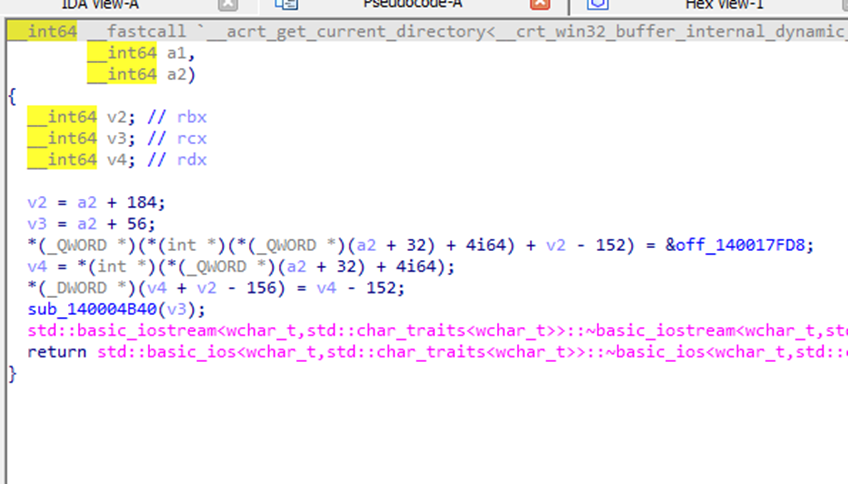 IDA View-A Pseudocode-A Hex View-1
__int64 __fastcall `__acrt_get_current_directory<__crt_win32_buffer_internal_dynamic_
__int64 a1,
__int64 a2)
{
__int64 v2; // rbx
__int64 v3; // rcx
__int64 v4; // rdx
v2 = a2 + 184;
v3 = a2 + 56;
*(_QWORD *)(*(int *)(*(_QWORD *)(a2 + 32) + 4i64) + v2 - 152) = &off_140017FD8;
v4 = *(int *)(*(_QWORD *)(a2 + 32) + 4i64);
*(_DWORD *)(v4 + v2 - 156) = v4 - 152;
sub_140004B40(v3);
std::basic_iostream<wchar_t,std::char_traits<wchar_t>>::~basic_iostream<wchar_t,std
return std::basic_ios<wchar_t,std::char_traits<wchar_t>>::~basic_ios<wchar_t,std::
}